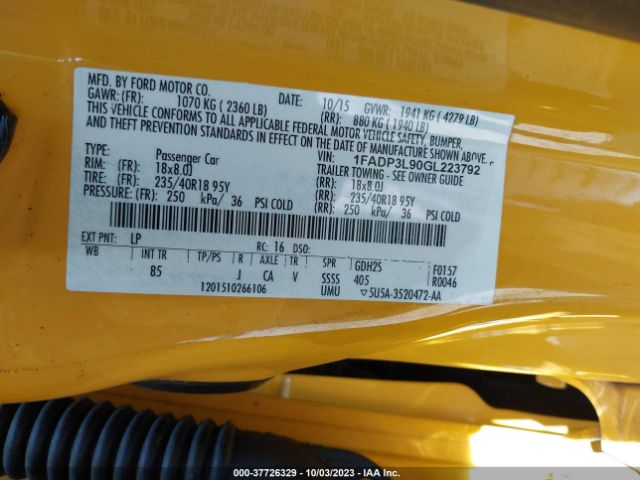 MFD. BY FORD MOTOR CO.
DATE: 10/15 GVWR: 1941 KG ( 4279 LB)
GAWR: (FR): 1070 KG ( 2360 LB) (RR): 880 KG ( 1940 LB)
THIS VEHICLE CONFORMS TO ALL APPLICABLE FEDERAL MOTOR VEHICLE SAFETY, BUMPER,
AND THEFT PREVENTION STANDARDS IN EFFECT ON THE DATE OF MANUFACTURE SHOWN ABOVE.
VIN: 1FADP3L90GL223792
TYPE: Passenger Car TRAILER TOWING - SEE OWNER GUIDE
RIM: (FR): 18x8.0J (RR): 18x8.0J
TIRE: (FR): 235/40R18 95Y (RR): 235/40R18 95Y
PRESSURE: (FR): 250 kPa/ 36 PSI COLD (RR): 250 kPa/ 36 PSI COLD
EXT PNT: LP RC: 16 DSO:
WB INT TR TP/PS R AXLE TR SPR GDH2S F0157
85 J CA V SSSS 405 R0046
1201510266106 UMU 5U5A-3520472-AA
000-37726329 - 10/03/2023 - IAA Inc.